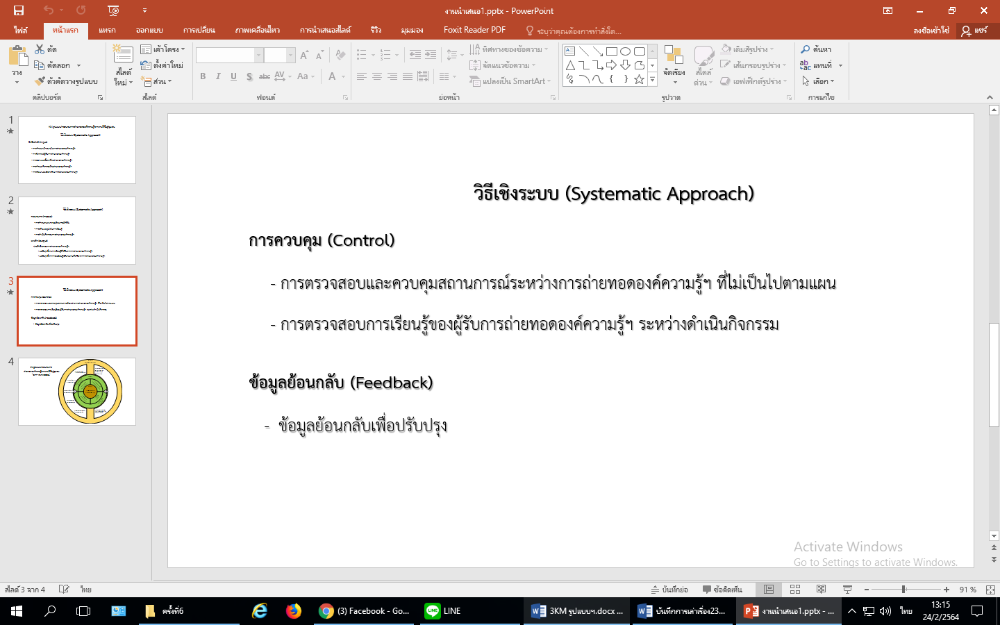 งานนำเสนอ1.pptx - PowerPoint
ไฟล์ หน้าแรก แทรก ออกแบบ การเปลี่ยน ภาพเคลื่อนไหว การนำเสนอสไลด์ รีวิว มุมมอง Foxit Reader PDF ระบุว่าคุณต้องการทำสิ่งใด... ลงชื่อเข้าใช้ แชร์
วาง
ตัด
คัดลอก
ตัวคัดวางรูปแบบ
คลิปบอร์ด
สไลด์
ใหม่
เค้าโครง
ตั้งค่าใหม่
ส่วน
สไลด์
B I U S abc AV Aa A
ฟอนต์
ทิศทางของข้อความ
จัดแนวข้อความ
แปลงเป็น SmartArt
ย่อหน้า
จัดเรียง
สไตล์
ด่วน
เติมสีรูปร่าง
เส้นกรอบรูปร่าง
เอฟเฟ็กต์รูปร่าง
รูปวาด
ค้นหา
แทนที่
เลือก
การแก้ไข
1
2
3
4
วิธีเชิงระบบ (Systematic Approach)
การควบคุม (Control)
- การตรวจสอบและควบคุมสถานการณ์ระหว่างการถ่ายทอดองค์ความรู้ฯ ที่ไม่เป็นไปตามแผน
- การตรวจสอบการเรียนรู้ของผู้รับการถ่ายทอดองค์ความรู้ฯ ระหว่างดำเนินกิจกรรม
ข้อมูลย้อนกลับ (Feedback)
- ข้อมูลย้อนกลับเพื่อปรับปรุง
Activate Windows
Go to Settings to activate Windows.
สไลด์ 3 จาก 4 ไทย บันทึกย่อ ข้อคิดเห็น 91 %
ครั้งที่6 (3) Facebook - Go... LINE 3KM รูปแบบฯ.docx ... บันทึกการเล่าเรื่อง23... งานนำเสนอ1.pptx - ... ไทย
13:15
24/2/2564